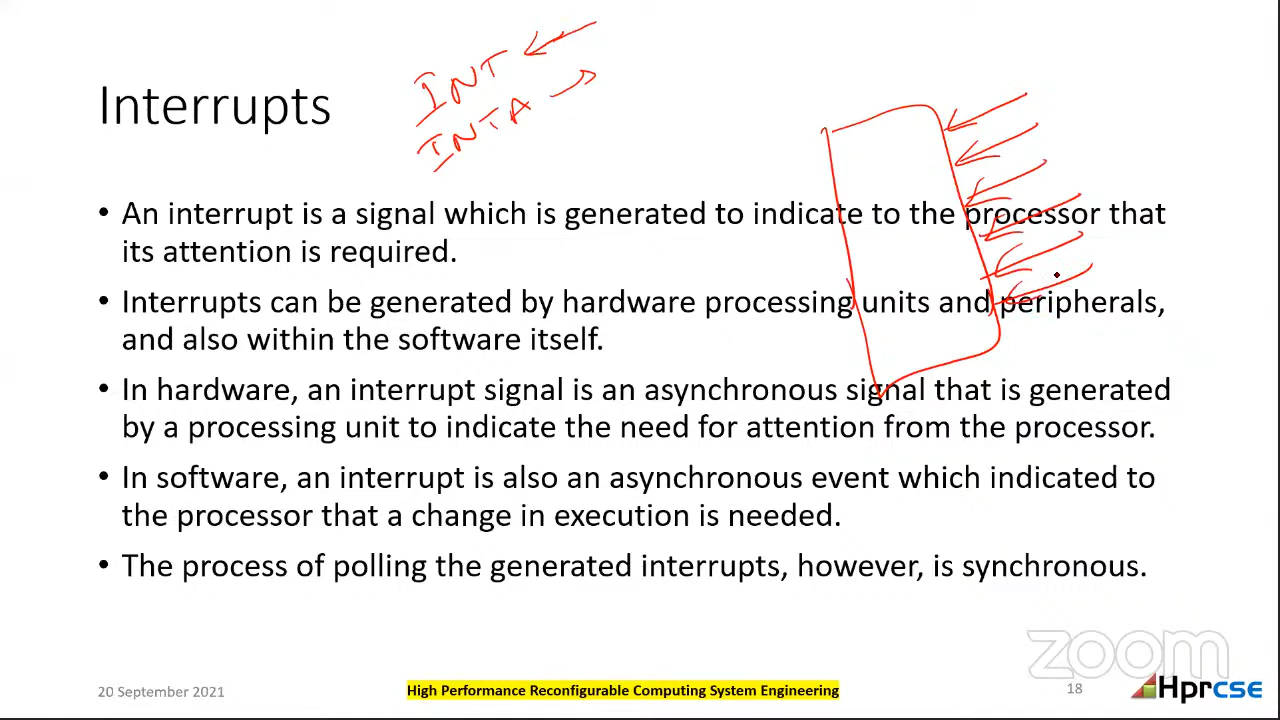 INT
INTA
Interrupts
• An interrupt is a signal which is generated to indicate to the processor that
its attention is required.
• Interrupts can be generated by hardware processing units and peripherals,
and also within the software itself.
• In hardware, an interrupt signal is an asynchronous signal that is generated
by a processing unit to indicate the need for attention from the processor.
• In software, an interrupt is also an asynchronous event which indicated to
the processor that a change in execution is needed.
• The process of polling the generated interrupts, however, is synchronous.
zoom
20 September 2021
High Performance Reconfigurable Computing System Engineering
18
Hprcse